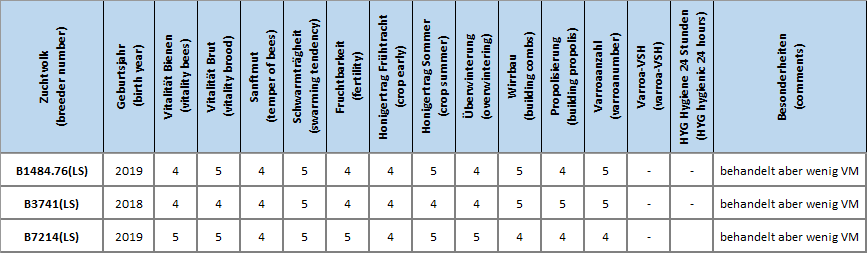 Zuchtvolk
(breeder number)
Geburtsjahr
(birth year)
Vitalität Bienen
(vitality bees)
Vitalität Brut
(vitality brood)
Sanftmut
(temper of bees)
Schwarmträgheit
(swarming tendency)
Fruchtbarkeit
(fertility)
Honigertrag Frühtracht
(crop early)
Honigertrag Sommer
(crop summer)
Überwinterung
(overwintering)
Wirrbau
(building combs)
Propolisierung
(building propolis)
Varroaanzahl
(varroanumber)
Varroa-VSH
(varroa-VSH)
HYG Hygiene 24 Stunden
(HYG hygienic 24 hours)
Besonderheiten
(comments)
B1484.76(LS) 2019 4 5 4 5 4 4 5 4 5 4 5 - - behandelt aber wenig VM
B3741(LS) 2018 4 4 4 5 4 4 4 4 5 5 5 - - behandelt aber wenig VM
B7214(LS) 2019 5 5 4 5 5 4 5 5 4 4 4 - behandelt aber wenig VM